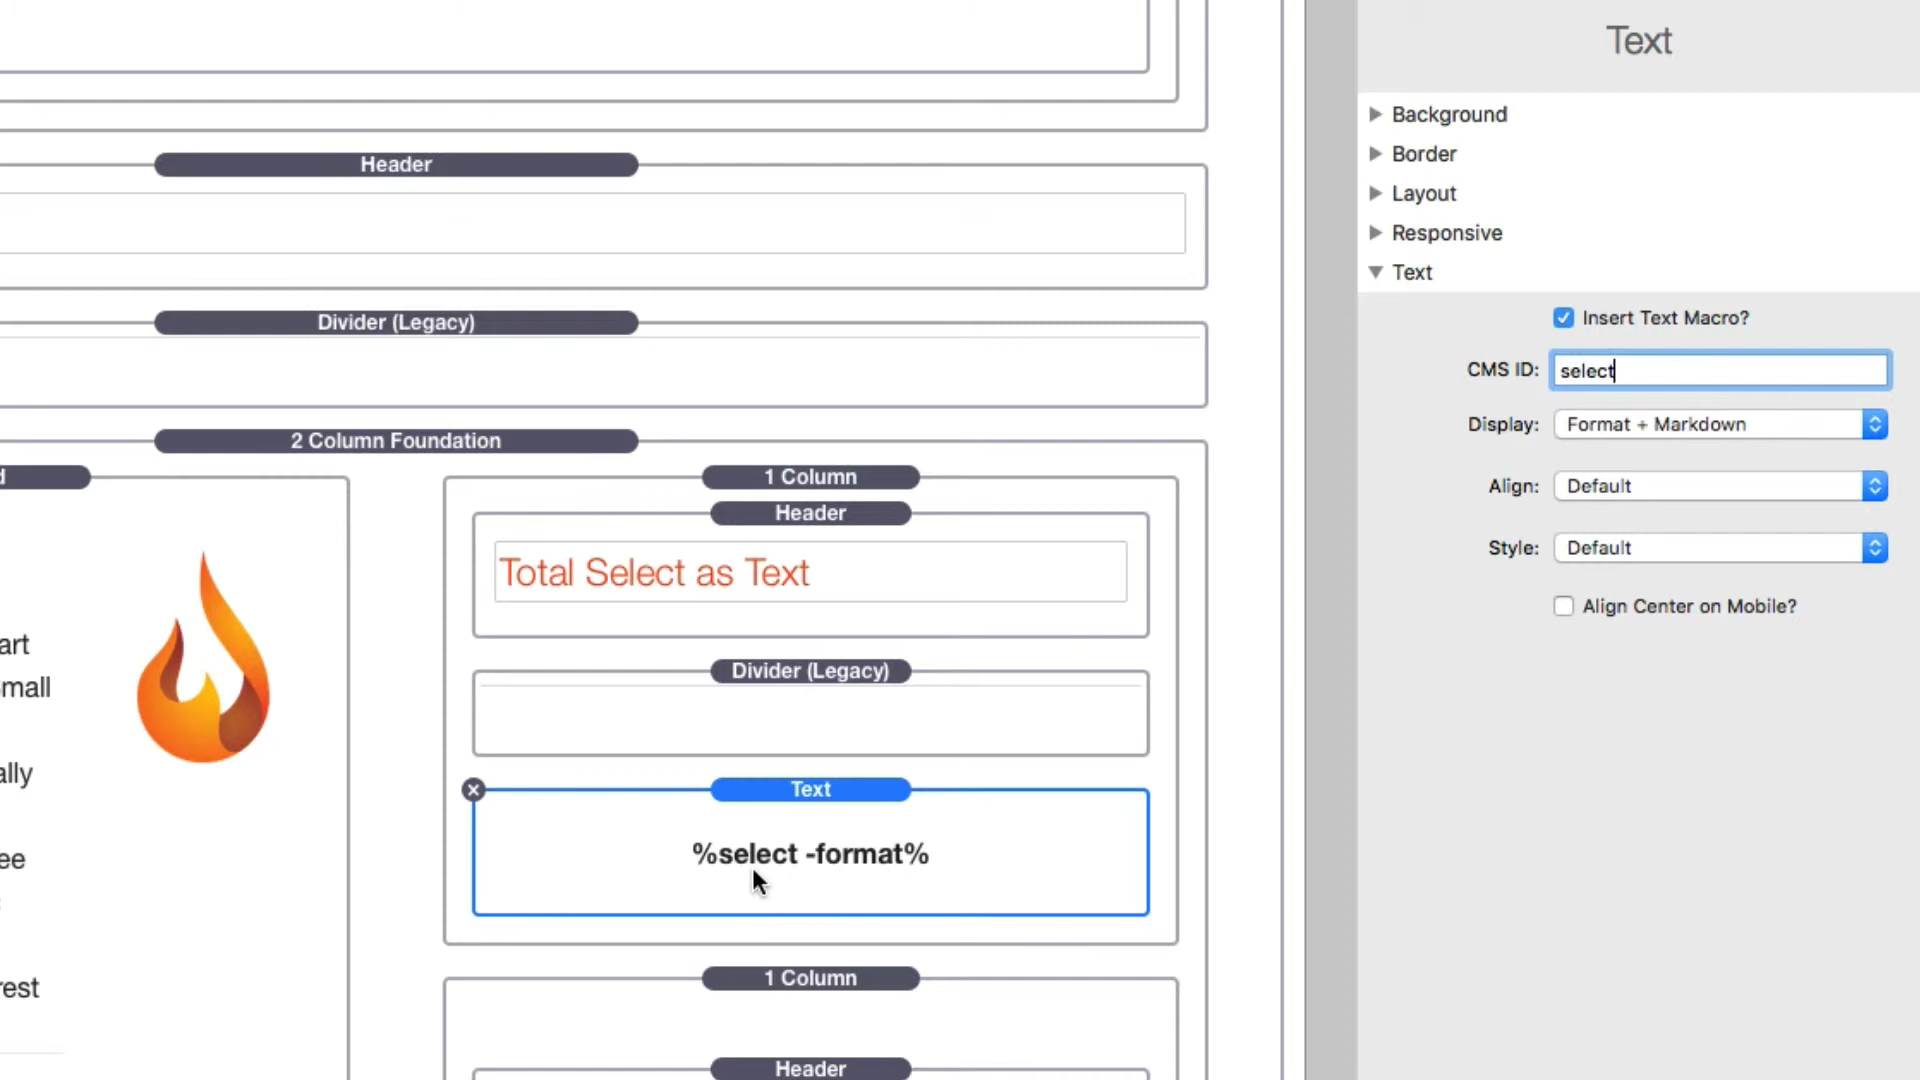 Text
Background
Border
Layout
Responsive
Text
Insert Text Macro?
CMS ID: select
Display: Format + Markdown
Align: Default
Style: Default
Align Center on Mobile?
Header
Divider (Legacy)
2 Column Foundation
1 Column
Header
Total Select as Text
Divider (Legacy)
Text
%select -format%
1 Column
Header
art
mall
ally
ee
rest